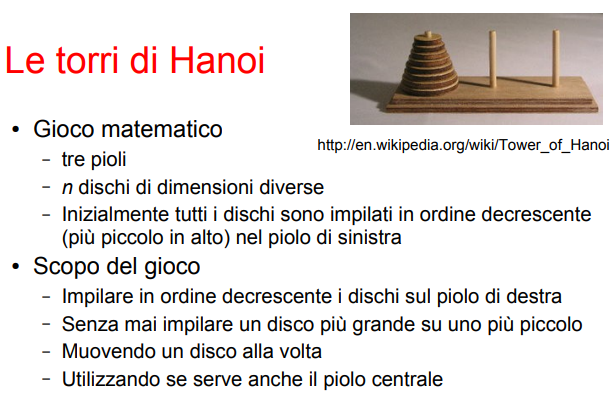 Le torri di Hanoi
http://en.wikipedia.org/wiki/Tower_of_Hanoi
• Gioco matematico
– tre pioli
– n dischi di dimensioni diverse
– Inizialmente tutti i dischi sono impilati in ordine decrescente
(più piccolo in alto) nel piolo di sinistra
• Scopo del gioco
– Impilare in ordine decrescente i dischi sul piolo di destra
– Senza mai impilare un disco più grande su uno più piccolo
– Muovendo un disco alla volta
– Utilizzando se serve anche il piolo centrale